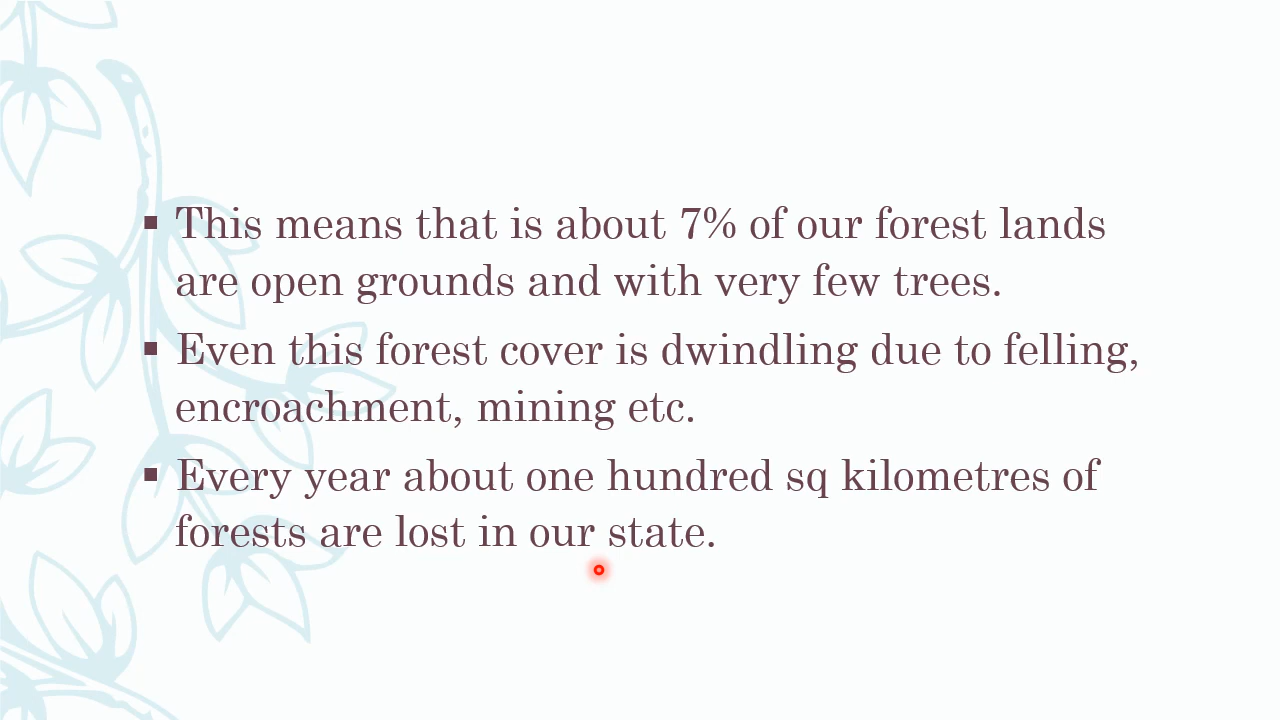 ▪ This means that is about 7% of our forest lands
are open grounds and with very few trees.
▪ Even this forest cover is dwindling due to felling,
encroachment, mining etc.
▪ Every year about one hundred sq kilometres of
forests are lost in our state.